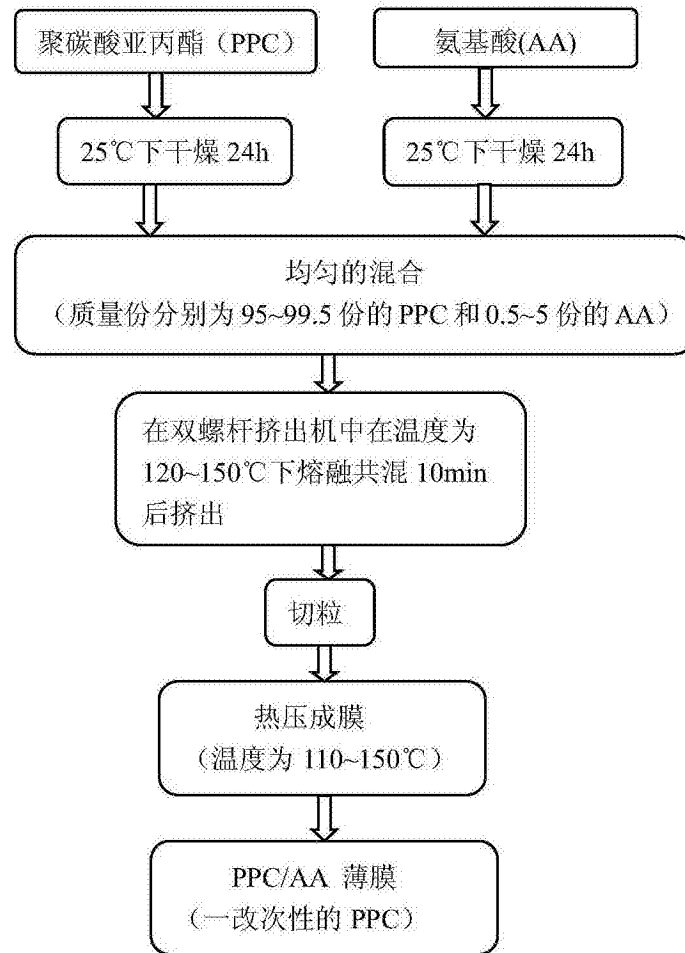 聚碳酸亚丙酯（PPC）
氨基酸(AA)
25℃下干燥 24h
25℃下干燥 24h
均匀的混合
（质量份分别为 95~99.5 份的 PPC 和 0.5~5 份的 AA）
在双螺杆挤出机中在温度为
120~150℃下熔融共混 10min
后挤出
切粒
热压成膜
（温度为 110~150℃）
PPC/AA 薄膜
（一改次性的 PPC）